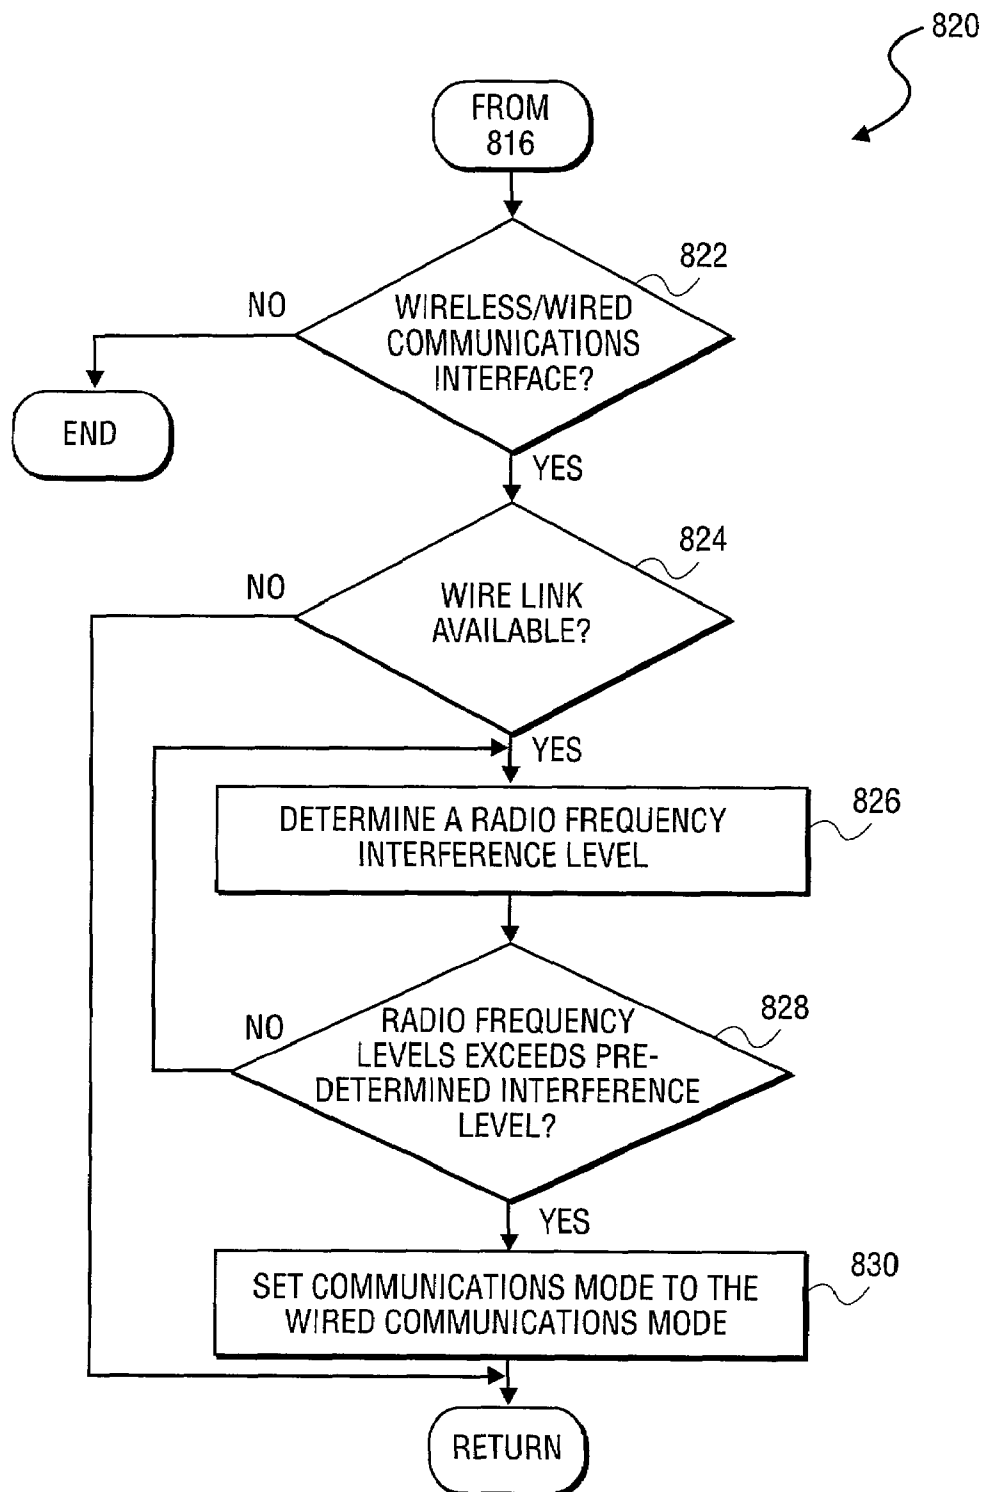 820
FROM
816
822
NO
WIRELESS/WIRED
COMMUNICATIONS
INTERFACE?
END
YES
824
NO
WIRE LINK
AVAILABLE?
YES
826
DETERMINE A RADIO FREQUENCY
INTERFERENCE LEVEL
828
NO
RADIO FREQUENCY
LEVELS EXCEEDS PRE-
DETERMINED INTERFERENCE
LEVEL?
YES
830
SET COMMUNICATIONS MODE TO THE
WIRED COMMUNICATIONS MODE
RETURN